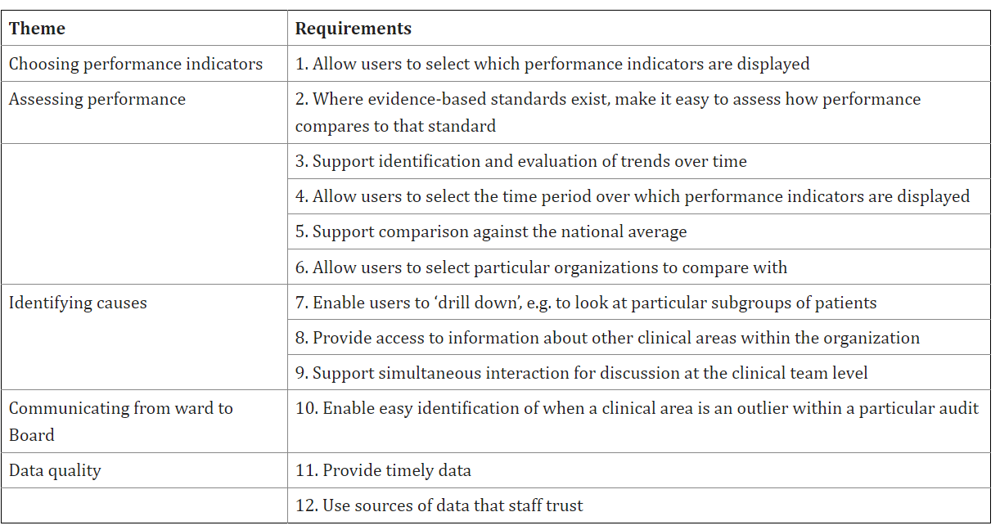 Theme
Requirements
Choosing performance indicators
1. Allow users to select which performance indicators are displayed
Assessing performance
2. Where evidence-based standards exist, make it easy to assess how performance
compares to that standard
3. Support identification and evaluation of trends over time
4. Allow users to select the time period over which performance indicators are displayed
5. Support comparison against the national average
6. Allow users to select particular organizations to compare with
Identifying causes
7. Enable users to ‘drill down’, e.g. to look at particular subgroups of patients
8. Provide access to information about other clinical areas within the organization
9. Support simultaneous interaction for discussion at the clinical team level
Communicating from ward to
Board
10. Enable easy identification of when a clinical area is an outlier within a particular audit
Data quality
11. Provide timely data
12. Use sources of data that staff trust